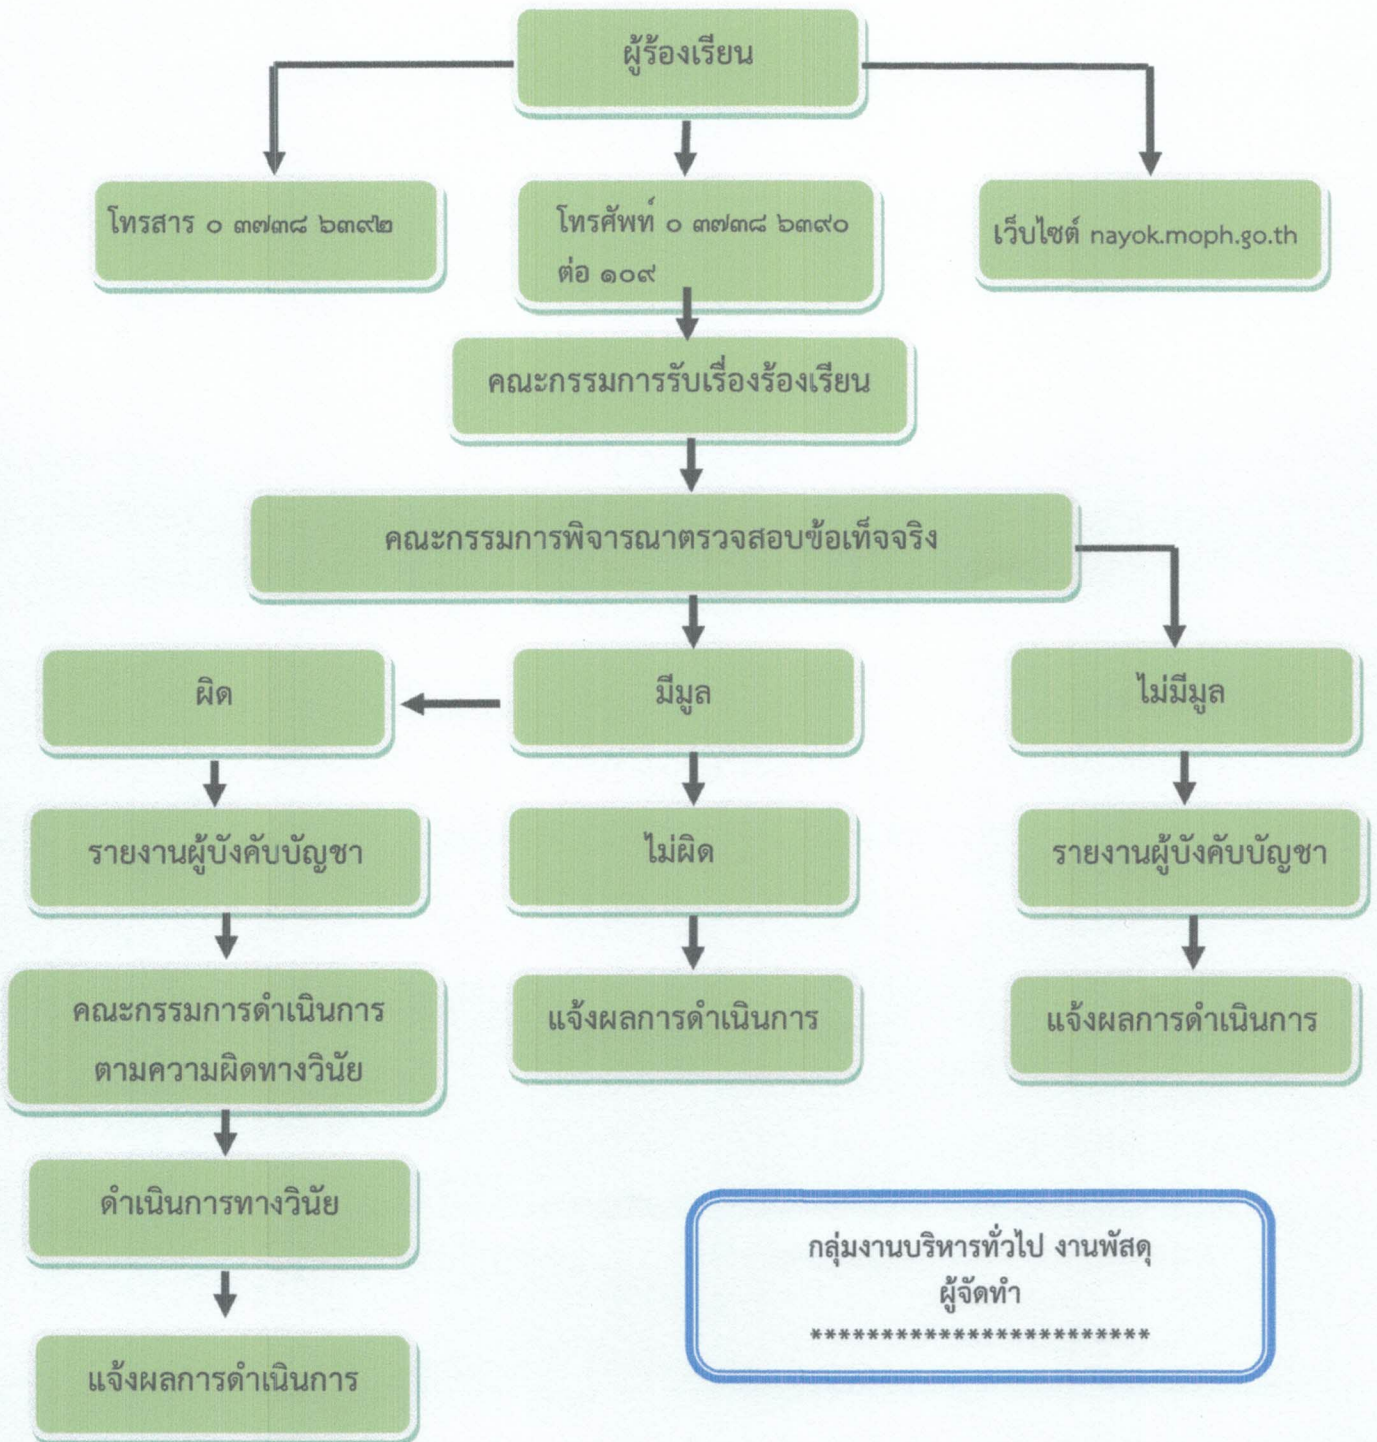 ผู้ร้องเรียน
โทรสาร ๐ ๓๗๓๘ ๖๓๙๒
โทรศัพท์ ๐ ๓๗๓๘ ๖๓๙๐
ต่อ ๑๐๙
เว็บไซต์ nayok.moph.go.th
คณะกรรมการรับเรื่องร้องเรียน
คณะกรรมการพิจารณาตรวจสอบข้อเท็จจริง
ผิด
มีมูล
ไม่มีมูล
รายงานผู้บังคับบัญชา
ไม่ผิด
รายงานผู้บังคับบัญชา
คณะกรรมการดำเนินการ
ตามความผิดทางวินัย
แจ้งผลการดำเนินการ
แจ้งผลการดำเนินการ
ดำเนินการทางวินัย
กลุ่มงานบริหารทั่วไป งานพัสดุ
ผู้จัดทำ
************************
แจ้งผลการดำเนินการ